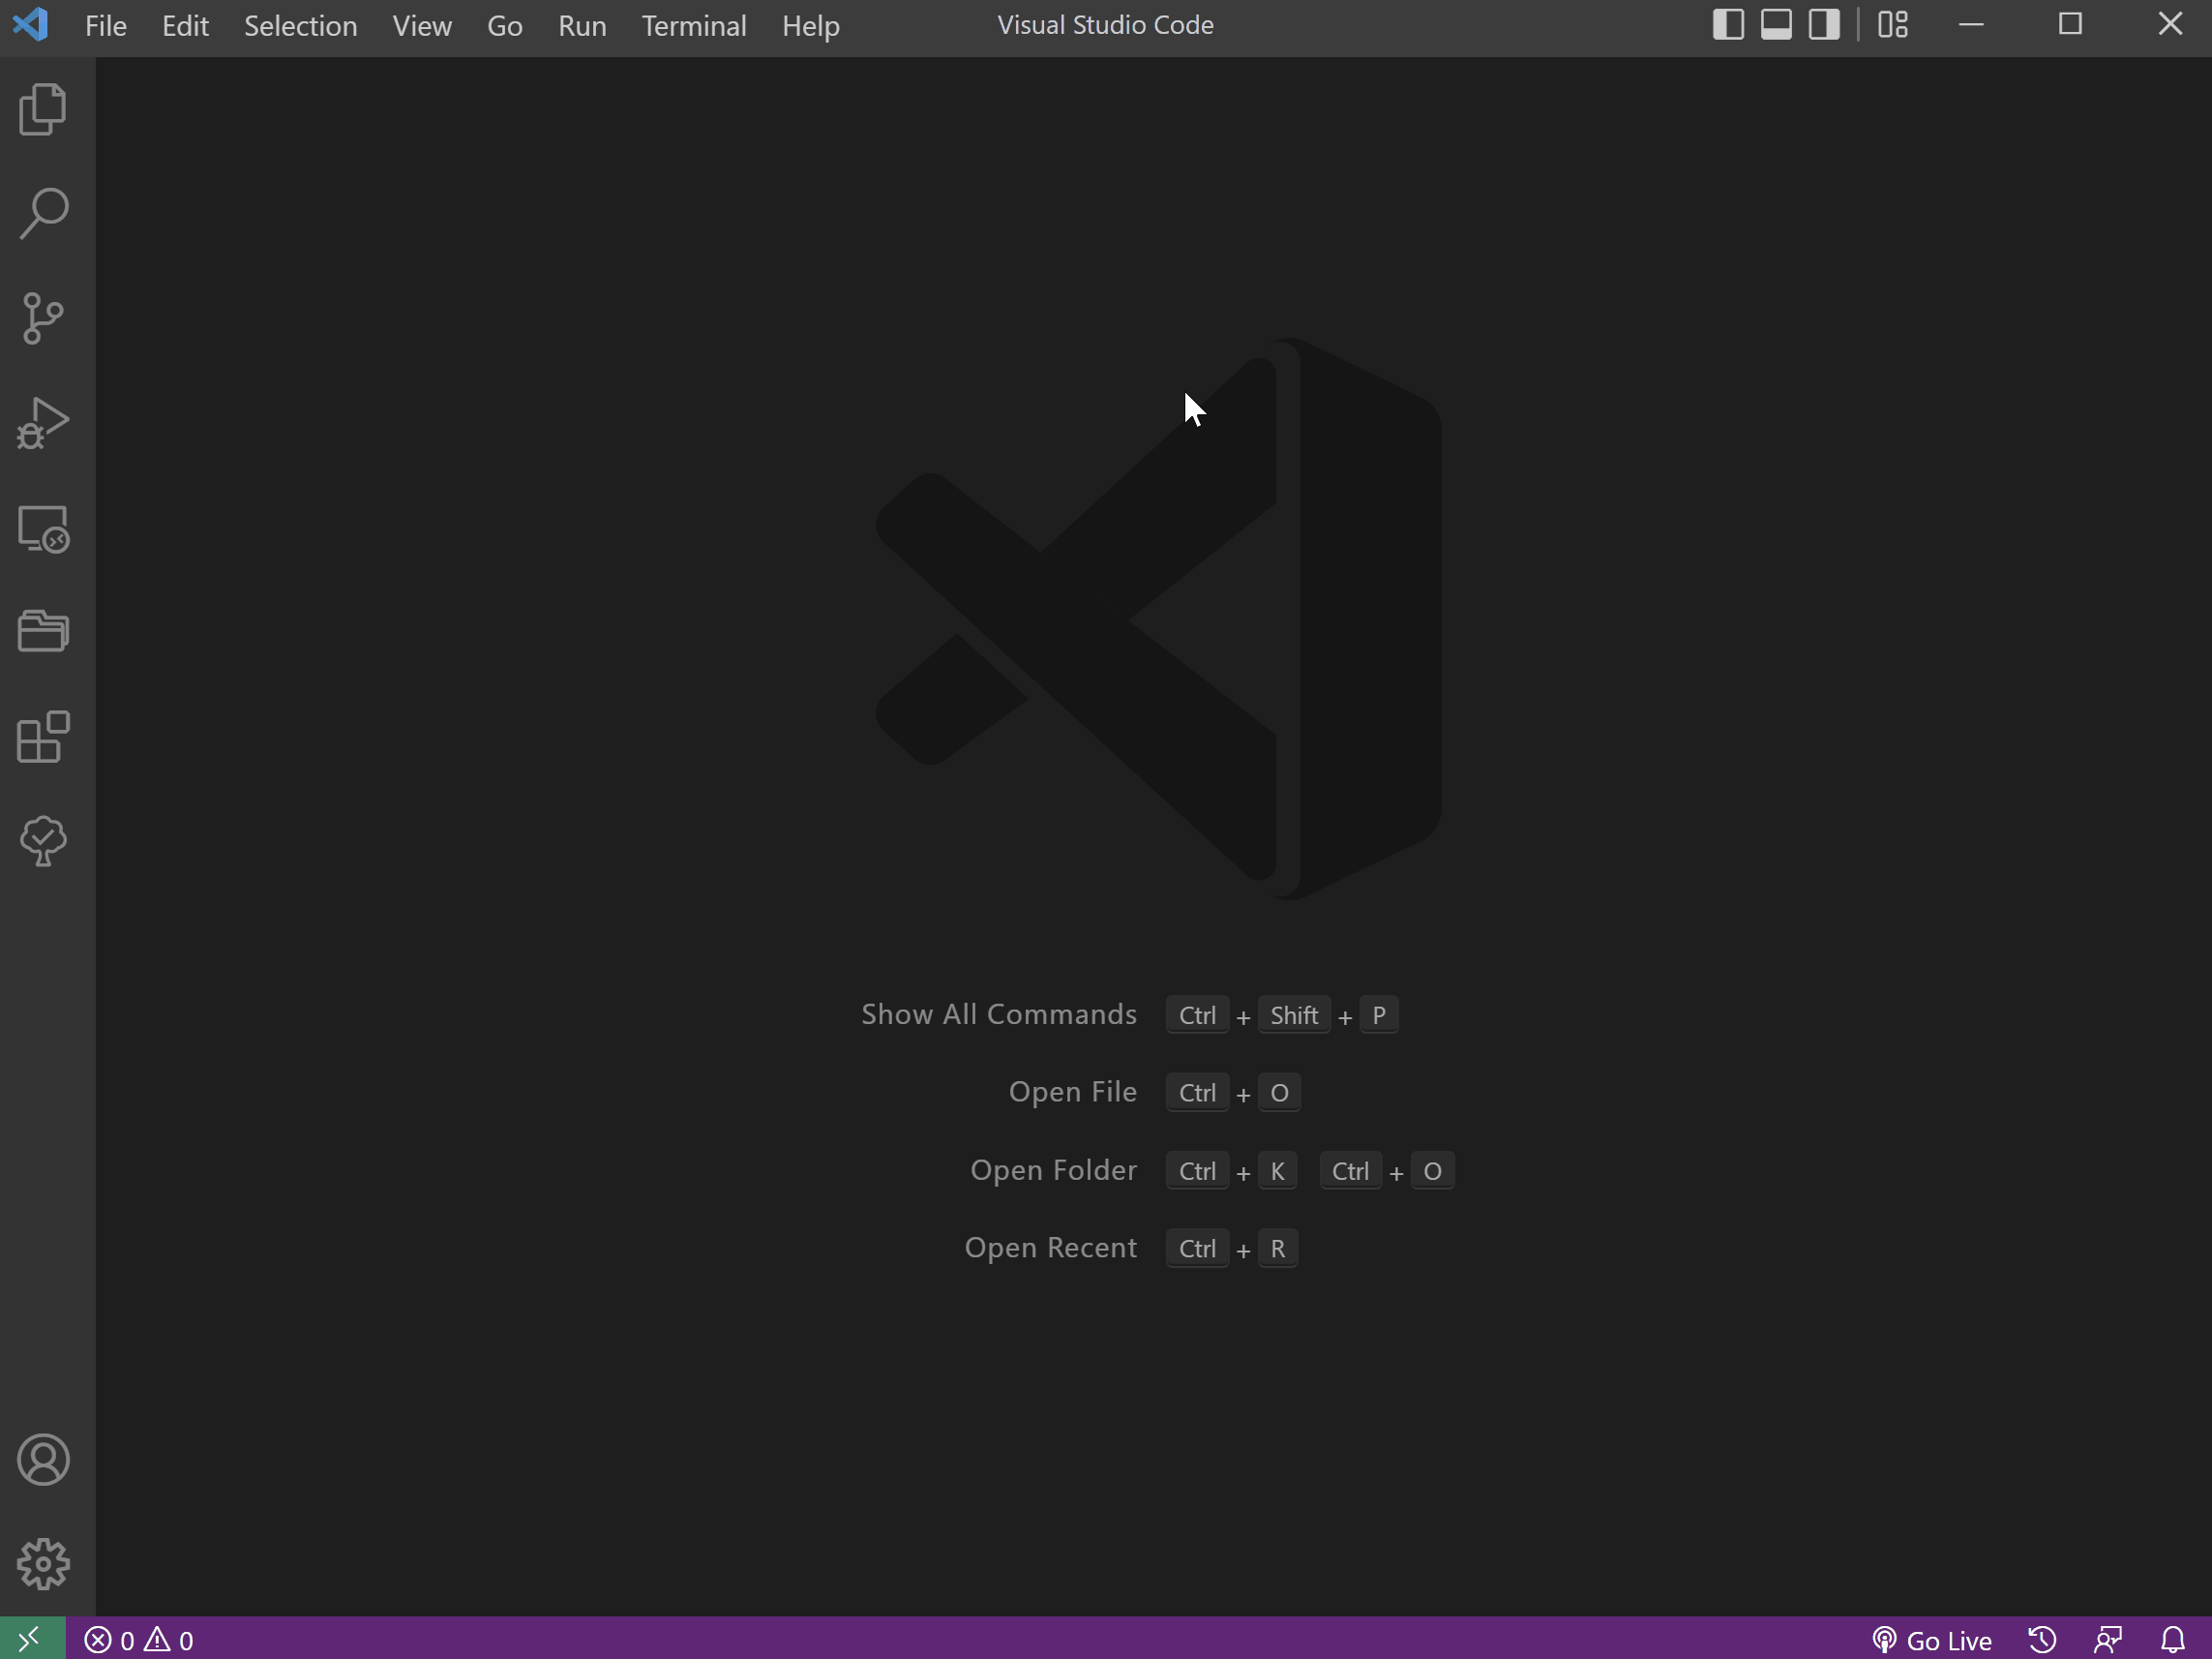 File Edit Selection View Go Run Terminal Help Visual Studio Code
Show All Commands Ctrl + Shift + P
Open File Ctrl + O
Open Folder Ctrl + K Ctrl + O
Open Recent Ctrl + R
0 0 Go Live